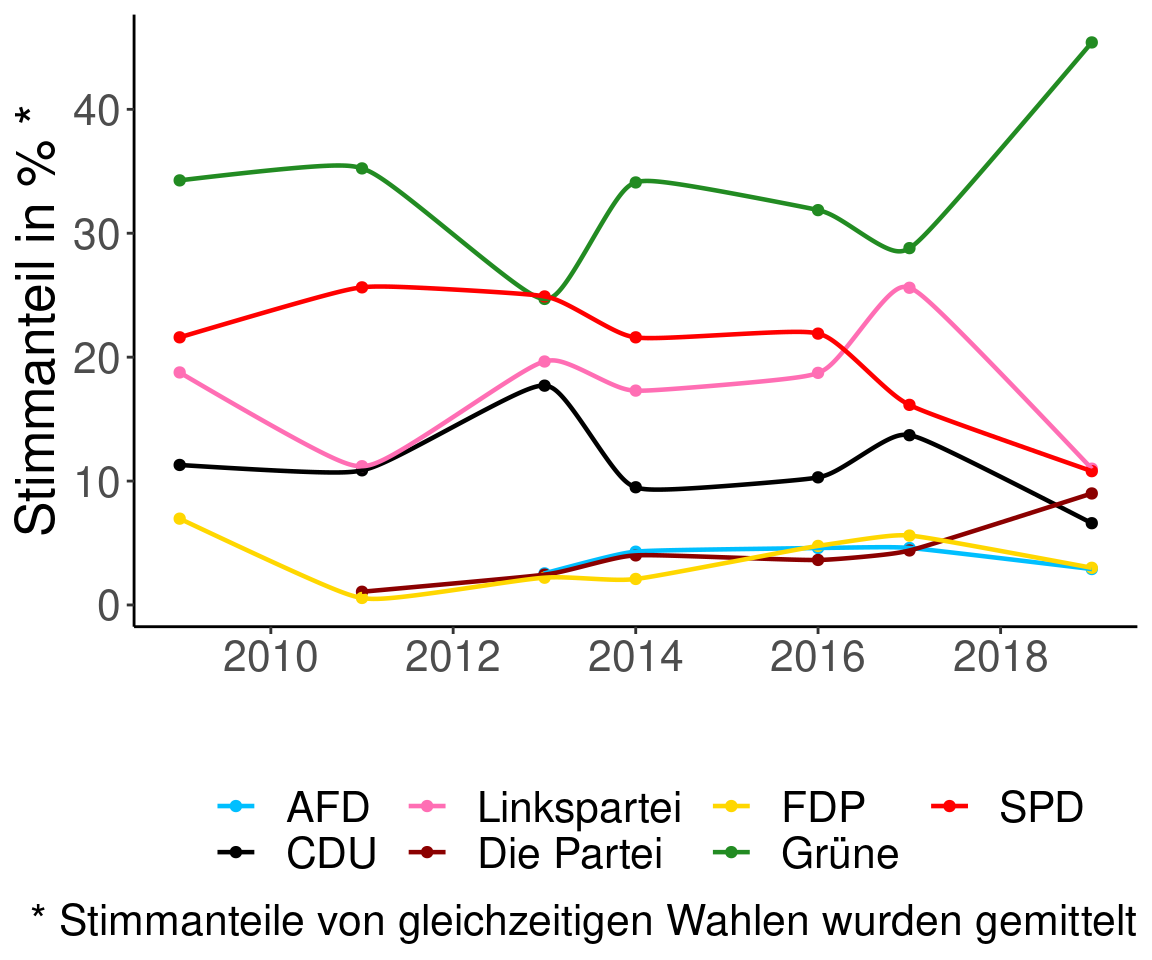 Stimmanteil in % *
40
30
20
10
0
2010 2012 2014 2016 2018
AFD Linkspartei FDP SPD
CDU Die Partei Grüne
* Stimmanteile von gleichzeitigen Wahlen wurden gemittelt